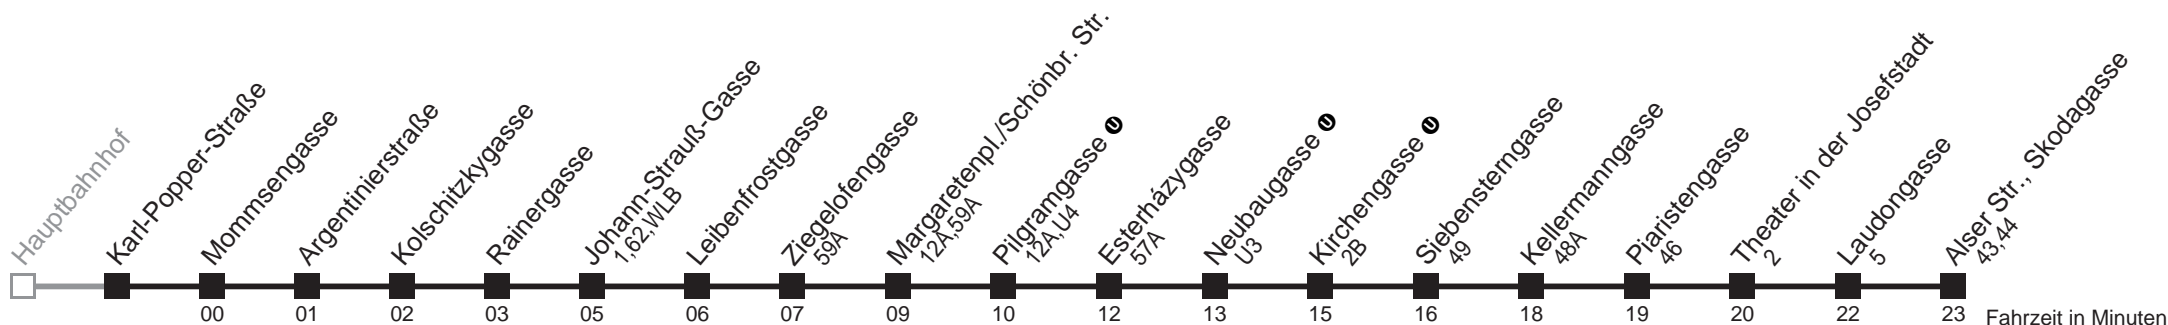 Hauptbahnhof
Karl-Popper-Straße
Mommsengasse
Argentinierstraße
Kolschitzkygasse
Rainergasse
Johann-Strauß-Gasse
1,62,WLB
Leibenfrostgasse
Ziegelofengasse
59A
Margaretenpl./Schönbr. Str.
12A,59A
Pilgramgasse U
12A,U4
Esterházygasse
57A
Neubaugasse U
U3
Kirchengasse U
2B
Siebensterngasse
49
Kellermanngasse
48A
Piaristengasse
46
Theater in der Josefstadt
2
Laudongasse
5
Alser Str., Skodagasse
43,44
00 01 02 03 05 06 07 09 10 12 13 15 16 18 19 20 22 23 Fahrzeit in Minuten